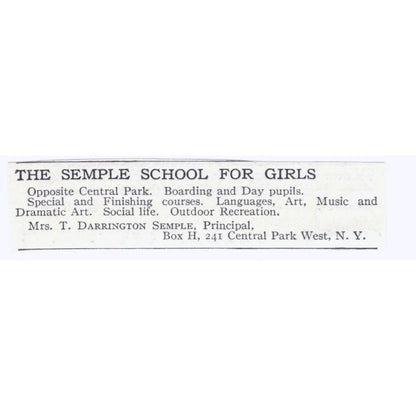 THE SEMPLE SCHOOL FOR GIRLS
Opposite Central Park. Boarding and Day pupils.
Special and Finishing courses. Languages, Art, Music and
Dramatic Art. Social life. Outdoor Recreation.
Mrs. T. Darrington Semple, Principal,
Box H, 241 Central Park West, N. Y.